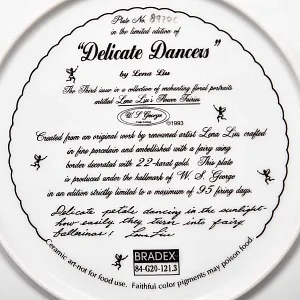 Plate No. 8979C
in the limited edition of
"Delicate Dancers"
by Lena Liu
The Third issue in a collection of enchanting floral portraits
entitled Lena Liu's Flower Fairies
W. S. George
©1993
Created from an original work by renowned artist Lena Liu, crafted
in fine porcelain and embellished with a fairy wing
border decorated with 22-karat gold. This plate
is produced under the hallmark of W. S. George
in an edition strictly limited to a maximum of 95 firing days.
Delicate petals dancing in the sunlight-
how easily they turn into fairy
ballerinas!
Lena Liu
BRADEX
84-G20-121.3
Ceramic art-not for food use. Faithful color pigments may poison food.